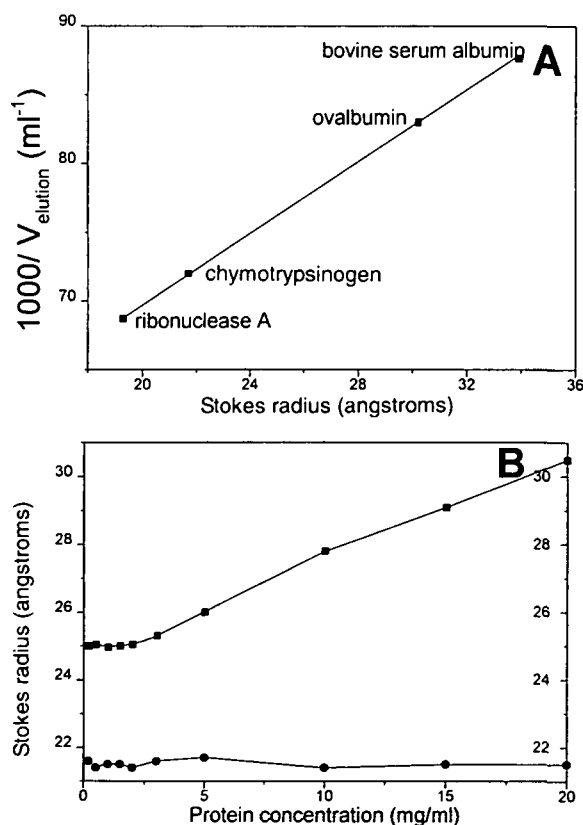 A
90
80
70
1000/ V elution (ml⁻¹)
bovine serum albumin
ovalbumin
chymotrypsinogen
ribonuclease A
20 24 28 32 36
Stokes radius (angstroms)
B
30
28
26
24
22
Stokes radius (angstroms)
30
28
26
24
22
0 5 10 15 20
Protein concentration (mg/ml)